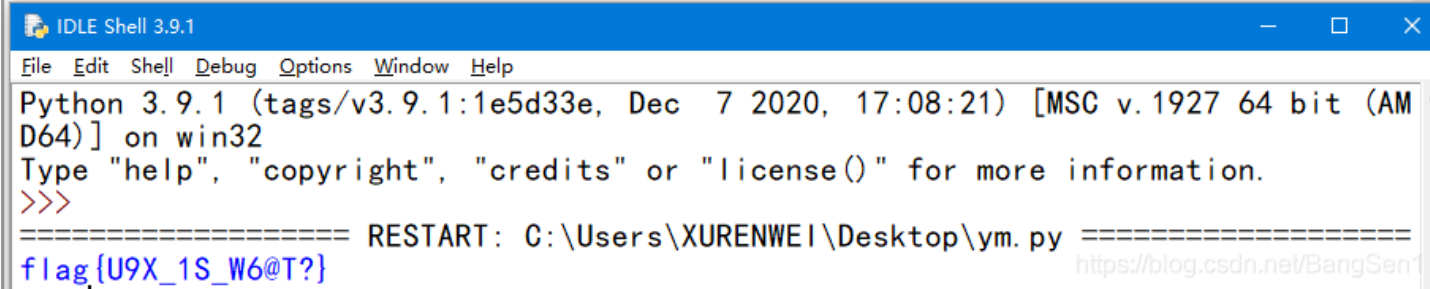 IDLE Shell 3.9.1
File Edit Shell Debug Options Window Help
Python 3.9.1 (tags/v3.9.1:1e5d33e, Dec  7 2020, 17:08:21) [MSC v.1927 64 bit (AM
D64)] on win32
Type "help", "copyright", "credits" or "license()" for more information.
>>>
=================== RESTART: C:\Users\XURENWEI\Desktop\ym.py ===================
flag{U9X_1S_W6@T?}
https://blog.csdn.net/BangSen1